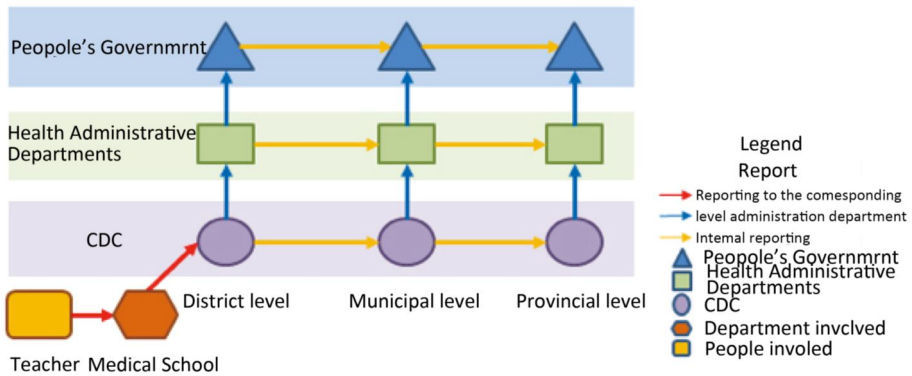 Peopole's Governmrnt
Health Administrative
Departments
CDC
District level
Municipal level
Provincial level
Teacher
Medical School
Legend
Report
Reporting to the comesponding
level administration department
Intemal reporting
Peopole's Governmrnt
Health Administrative
Departments
CDC
Department invclved
People involed